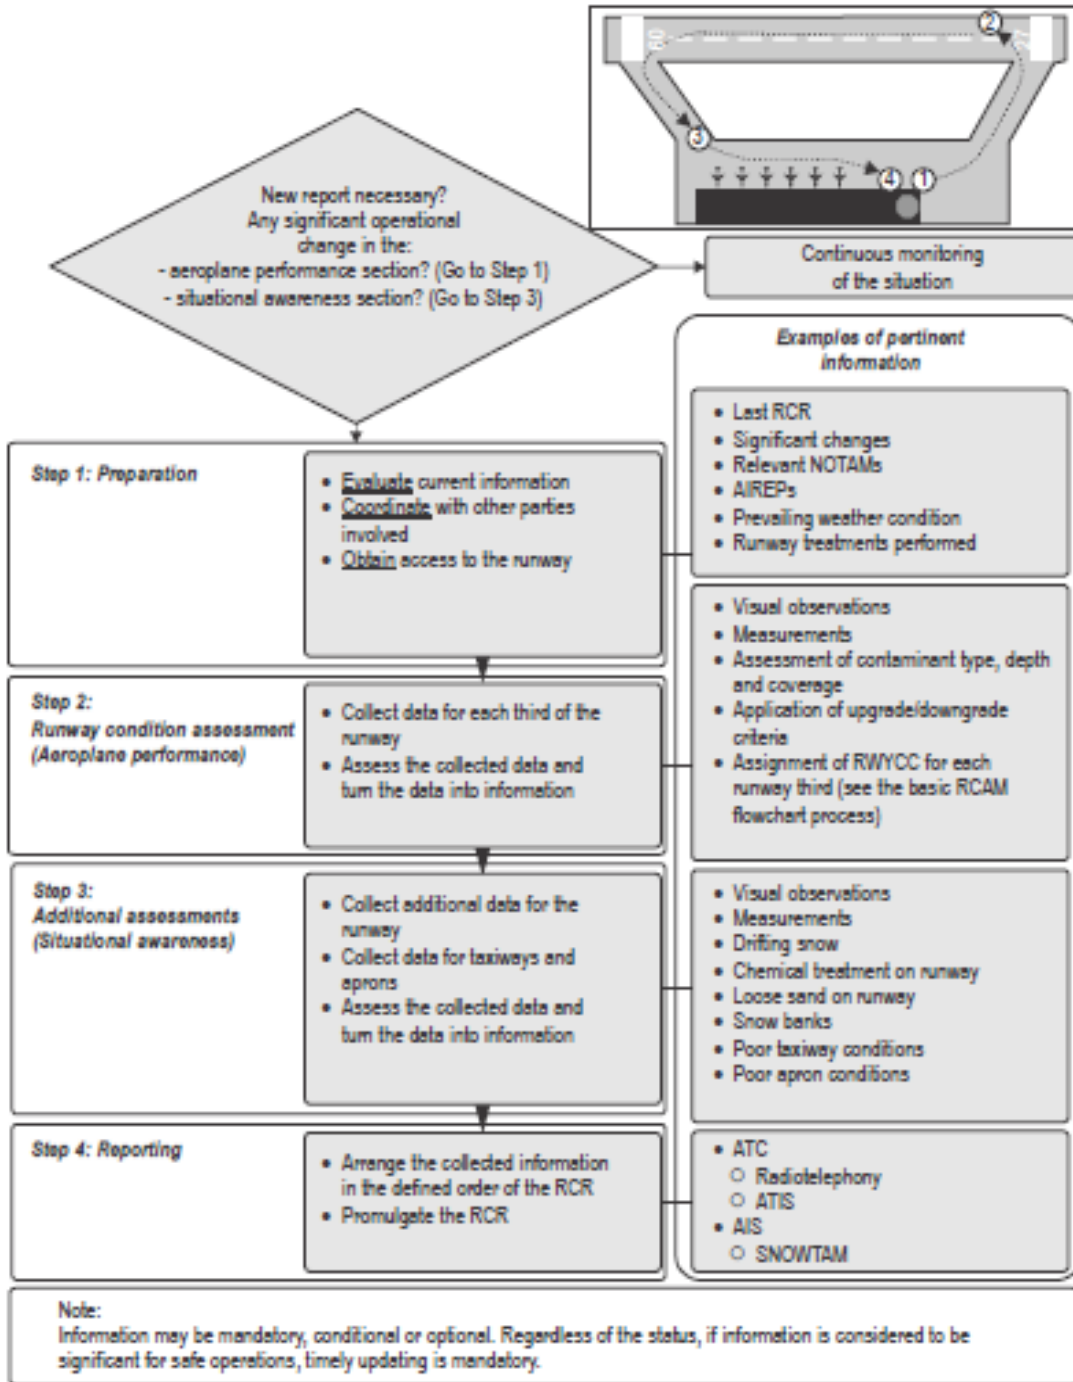 2
09
27
3
4
1
New report necessary?
Any significant operational
change in the:
- aeroplane performance section? (Go to Step 1)
- situational awareness section? (Go to Step 3)
Continuous monitoring
of the situation
Examples of pertinent
information
Step 1: Preparation
• Evaluate current information
• Coordinate with other parties
involved
• Obtain access to the runway
• Last RCR
• Significant changes
• Relevant NOTAMs
• AIREPs
• Prevailing weather condition
• Runway treatments performed
Step 2:
Runway condition assessment
(Aeroplane performance)
• Collect data for each third of the
runway
• Assess the collected data and
turn the data into information
• Visual observations
• Measurements
• Assessment of contaminant type, depth
and coverage
• Application of upgrade/downgrade
criteria
• Assignment of RWYCC for each
runway third (see the basic RCAM
flowchart process)
Step 3:
Additional assessments
(Situational awareness)
• Collect additional data for the
runway
• Collect data for taxiways and
aprons
• Assess the collected data and
turn the data into information
• Visual observations
• Measurements
• Drifting snow
• Chemical treatment on runway
• Loose sand on runway
• Snow banks
• Poor taxiway conditions
• Poor apron conditions
Step 4: Reporting
• Arrange the collected information
in the defined order of the RCR
• Promulgate the RCR
• ATC
○ Radiotelephony
○ ATIS
• AIS
○ SNOWTAM
Note:
Information may be mandatory, conditional or optional. Regardless of the status, if information is considered to be
significant for safe operations, timely updating is mandatory.